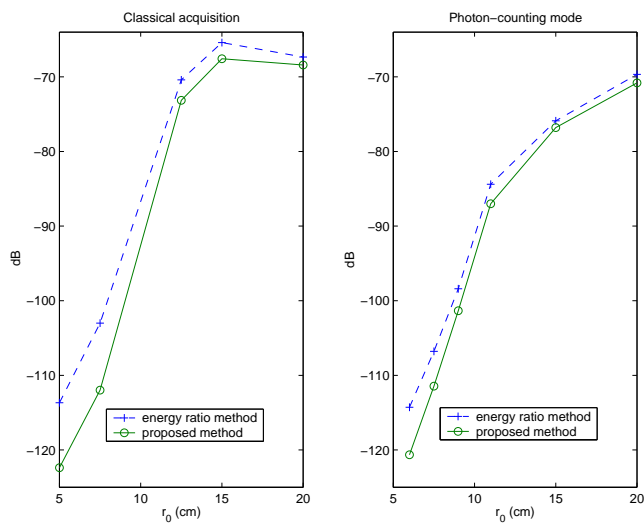 Classical acquisition
−70
−80
−90
−100
−110
−120
dB
5
10
15
20
r0 (cm)
energy ratio method
proposed method
Photon−counting mode
−70
−80
−90
−100
−110
−120
dB
5
10
15
20
r0 (cm)
energy ratio method
proposed method